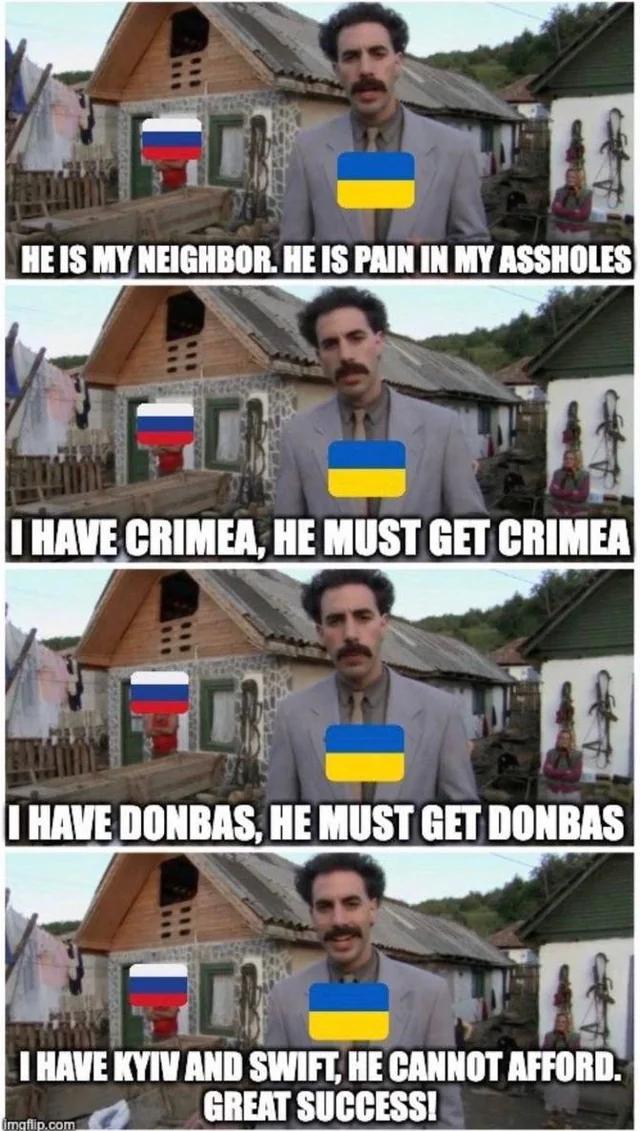 HE IS MY NEIGHBOR. HE IS PAIN IN MY ASSHOLES
I HAVE CRIMEA, HE MUST GET CRIMEA
I HAVE DONBAS, HE MUST GET DONBAS
I HAVE KYIV AND SWIFT, HE CANNOT AFFORD.
GREAT SUCCESS!
imgflip.com